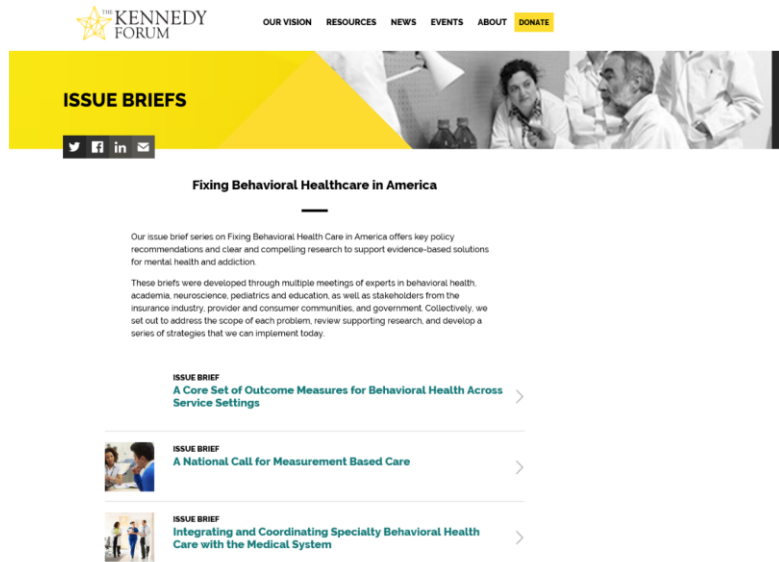 THE
KENNEDY
FORUM
OUR VISION RESOURCES NEWS EVENTS ABOUT DONATE
ISSUE BRIEFS
Fixing Behavioral Healthcare in America
Our issue brief series on Fixing Behavioral Health Care in America offers key policy
recommendations and clear and compelling research to support evidence-based solutions
for mental health and addiction.
These briefs were developed through multiple meetings of experts in behavioral health,
academia, neuroscience, pediatrics and education, as well as stakeholders from the
insurance industry, provider and consumer communities, and government. Collectively, we
set out to address the scope of each problem, review supporting research, and develop a
series of strategies that we can implement today.
ISSUE BRIEF
A Core Set of Outcome Measures for Behavioral Health Across
Service Settings
ISSUE BRIEF
A National Call for Measurement Based Care
ISSUE BRIEF
Integrating and Coordinating Specialty Behavioral Health
Care with the Medical System